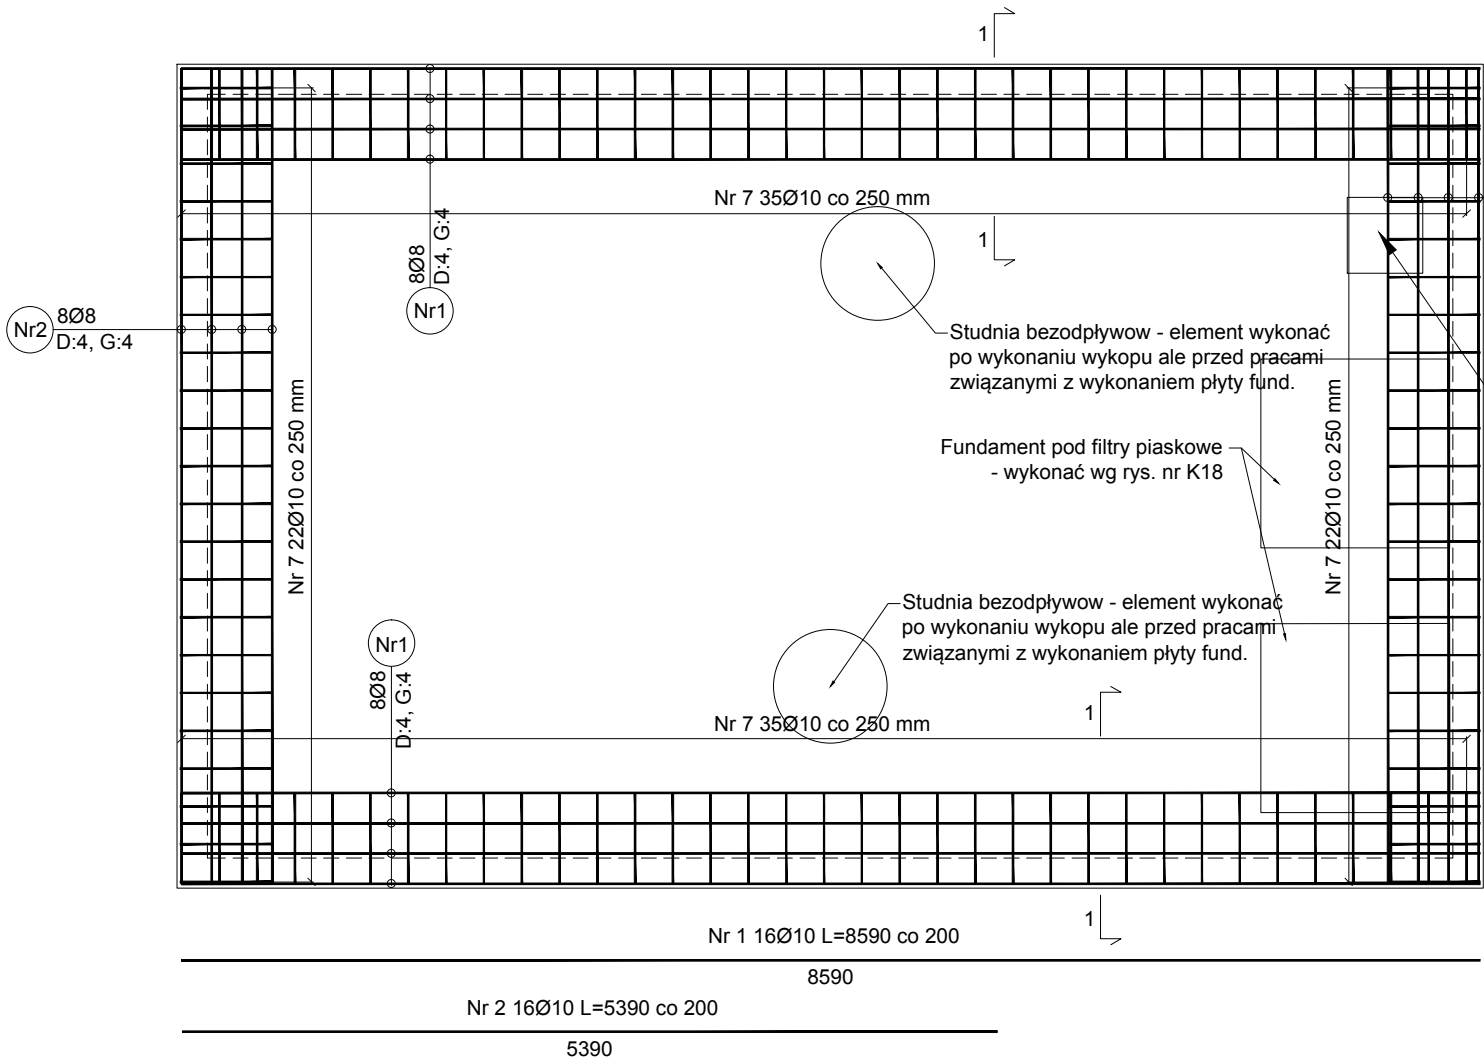 1
Nr 7 35Ø10 co 250 mm
1
8Ø8
D:4, G:4
Nr1
Nr2
8Ø8
D:4, G:4
Studnia bezodpływow - element wykonać
po wykonaniu wykopu ale przed pracami
związanymi z wykonaniem płyty fund.
Nr 7 22Ø10 co 250 mm
Nr 7 22Ø10 co 250 mm
Fundament pod filtry piaskowe
- wykonać wg rys. nr K18
Studnia bezodpływow - element wykonać
po wykonaniu wykopu ale przed pracami
związanymi z wykonaniem płyty fund.
Nr1
8Ø8
D:4, G:4
1
Nr 7 35Ø10 co 250 mm
1
Nr 1 16Ø10 L=8590 co 200
8590
Nr 2 16Ø10 L=5390 co 200
5390